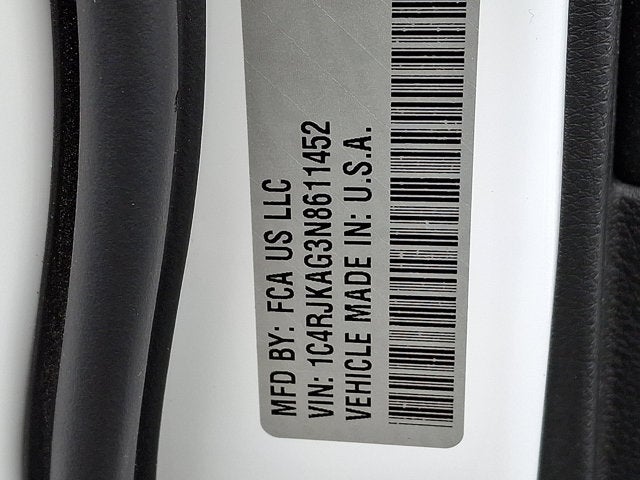 MFD BY: FCA US LLC
VIN: 1C4RJKAG3N8611452
VEHICLE MADE IN: U.S.A.